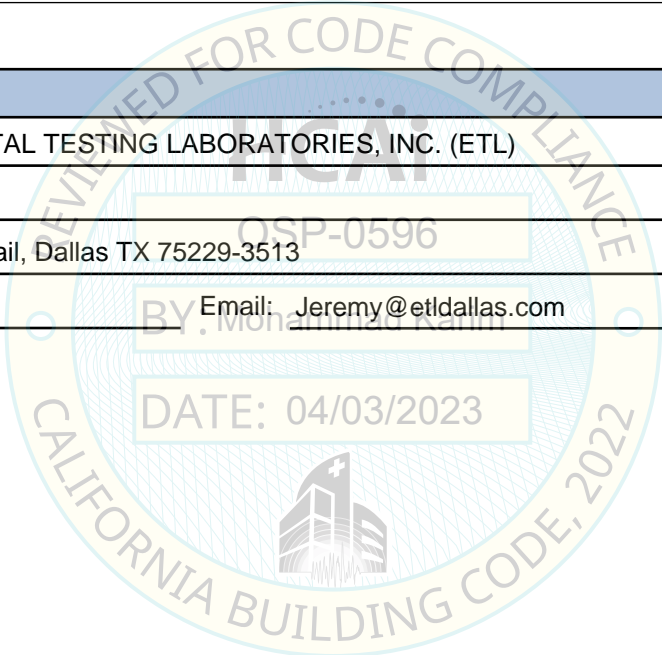 REVIEWED FOR CODE COMPLIANCE
HCAi
TAL TESTING LABORATORIES, INC. (ETL)
OSP-0596
ail, Dallas TX 75229-3513
Email: Jeremy@etldallas.com
BY: Mohammad Karim
DATE: 04/03/2023
CALIFORNIA BUILDING CODE, 2022